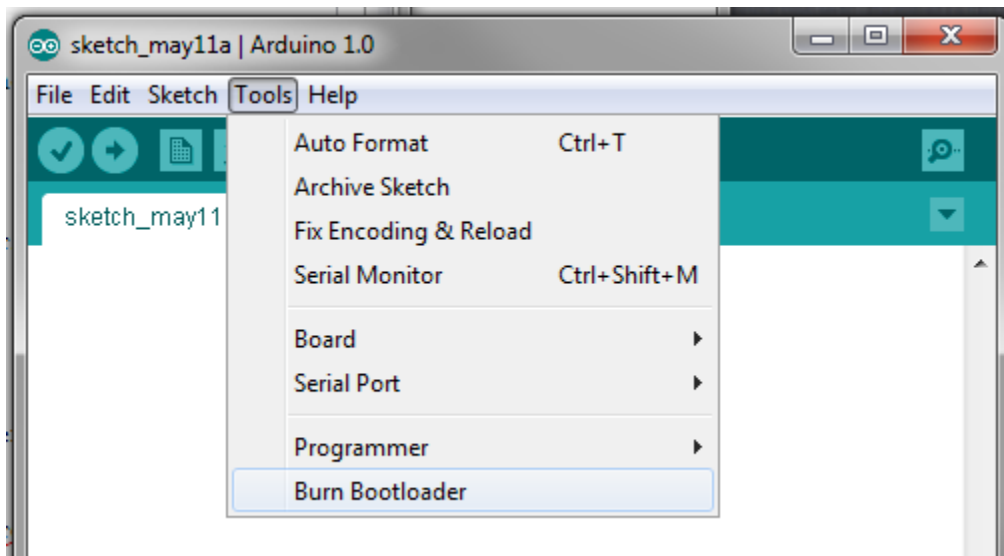 sketch_may11a | Arduino 1.0
File Edit Sketch Tools Help
Auto Format Ctrl+T
Archive Sketch
sketch_may11
Fix Encoding & Reload
Serial Monitor Ctrl+Shift+M
Board
Serial Port
Programmer
Burn Bootloader